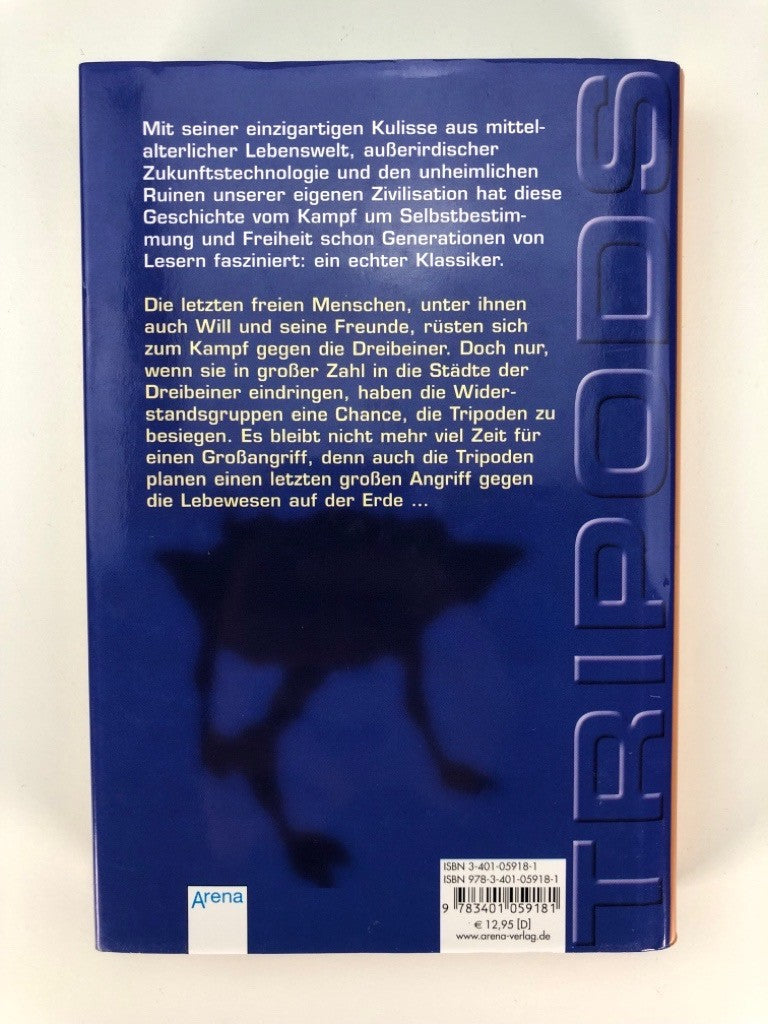 Mit seiner einzigartigen Kulisse aus mittel-
alterlicher Lebenswelt, außerirdischer
Zukunftstechnologie und den unheimlichen
Ruinen unserer eigenen Zivilisation hat diese
Geschichte vom Kampf um Selbstbestim-
mung und Freiheit schon Generationen von
Lesern fasziniert: ein echter Klassiker.
Die letzten freien Menschen, unter ihnen
auch Will und seine Freunde, rüsten sich
zum Kampf gegen die Dreibeiner. Doch nur,
wenn sie in großer Zahl in die Städte der
Dreibeiner eindringen, haben die Wider-
standsgruppen eine Chance, die Tripoden zu
besiegen. Es bleibt nicht mehr viel Zeit für
einen Großangriff, denn auch die Tripoden
planen einen letzten großen Angriff gegen
die Lebewesen auf der Erde ...
TRIPODS
Arena
ISBN 3-401-05918-1
ISBN 978-3-401-05918-1
9 783401 059181
€ 12,95 [D]
www.arena-verlag.de